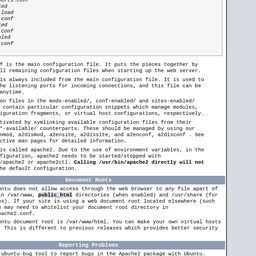 led
load
conf
led
conf
bled
conf
f is the main configuration file. It puts the pieces together by
ll remaining configuration files when starting up the web server.
is always included from the main configuration file. It is used to
he listening ports for incoming connections, and this file can be
anytime.
on files in the mods-enabled/, conf-enabled/ and sites-enabled/
contain particular configuration snippets which manage modules,
iguration fragments, or virtual host configurations, respectively.
tivated by symlinking available configuration files from their
*-available/ counterparts. These should be managed by using our
nmod, a2dismod, a2ensite, a2dissite, and a2enconf, a2disconf . See
ctive man pages for detailed information.
is called apache2. Due to the use of environment variables, in the
figuration, apache2 needs to be started/stopped with
/apache2 or apache2ctl. Calling /usr/bin/apache2 directly will not
he default configuration.
Document Roots
untu does not allow access through the web browser to any file apart of
in /var/www, public_html directories (when enabled) and /usr/share (for
s). If your site is using a web document root located elsewhere (such
may need to whitelist your document root directory in
pache2.conf.
untu document root is /var/www/html. You can make your own virtual hosts
This is different to previous releases which provides better security
Reporting Problems
ubuntu-bug tool to report bugs in the Apache2 package with Ubuntu.